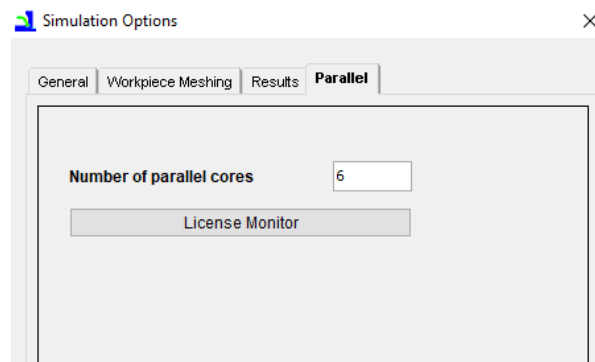 Simulation Options
General Workpiece Meshing Results Parallel
Number of parallel cores 6
License Monitor